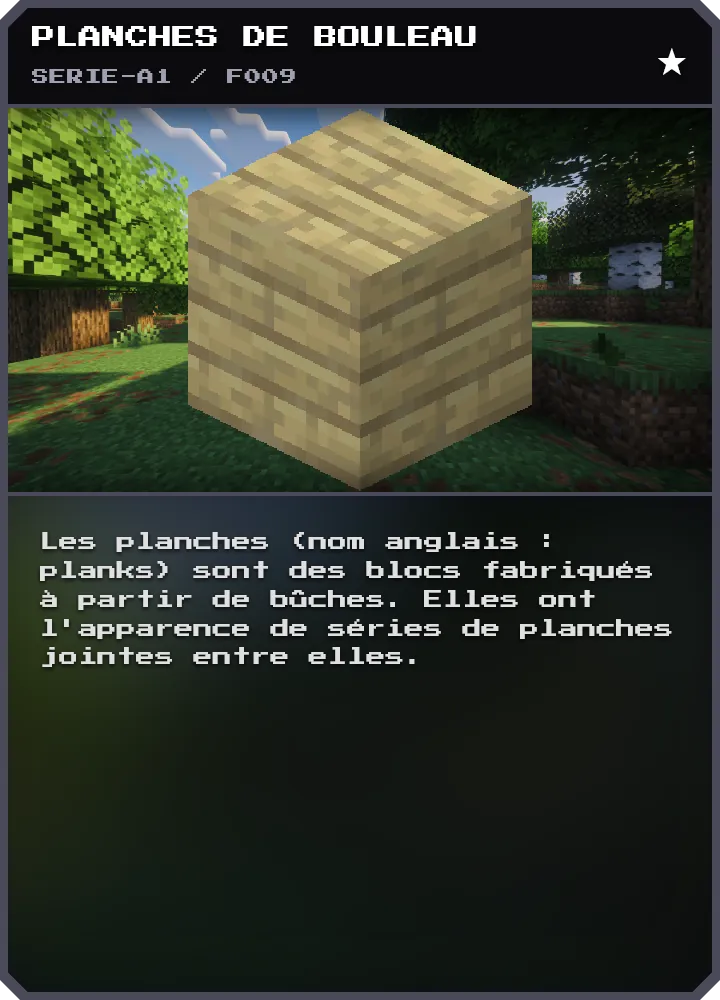 PLANCHES DE BOULEAU
SERIE-A1 / F009
Les planches (nom anglais :
planks) sont des blocs fabriqués
à partir de bûches. Elles ont
l'apparence de séries de planches
jointes entre elles.